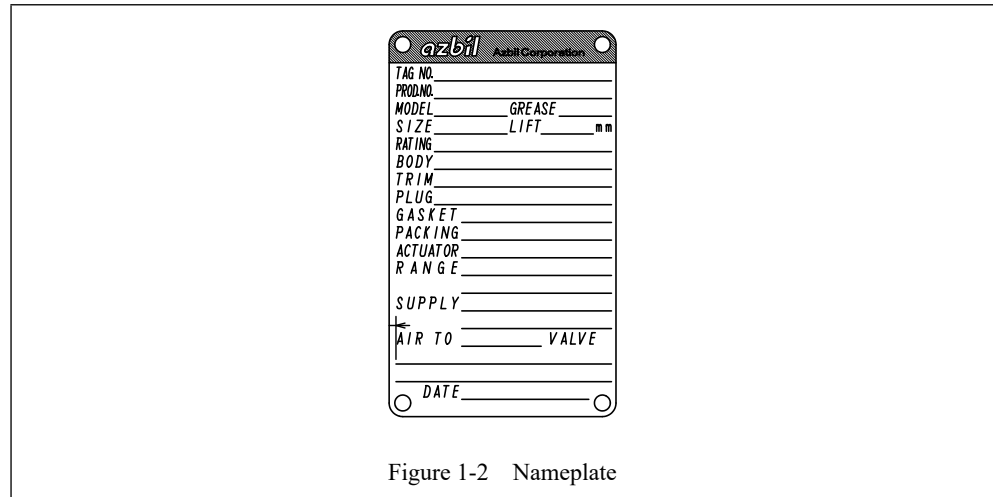 azbil Azbil Corporation
TAG NO.
PROD.NO.
MODEL GREASE
SIZE LIFT mm
RATING
BODY
TRIM
PLUG
GASKET
PACKING
ACTUATOR
RANGE
SUPPLY
AIR TO VALVE
DATE
Figure 1-2 Nameplate